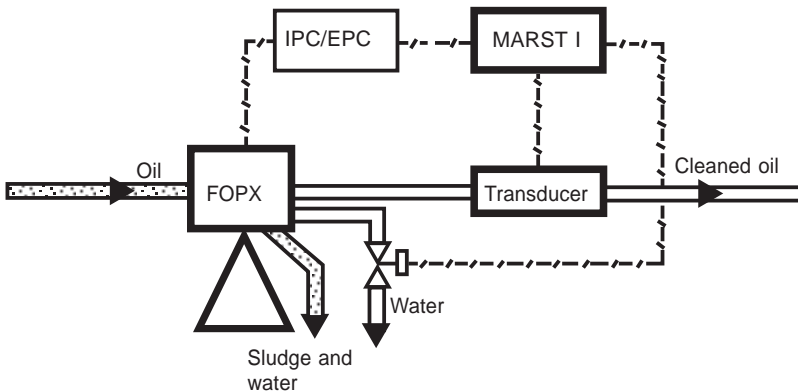 IPC/EPC
MARST I
Oil
FOPX
Transducer
Cleaned oil
Water
Sludge and
water